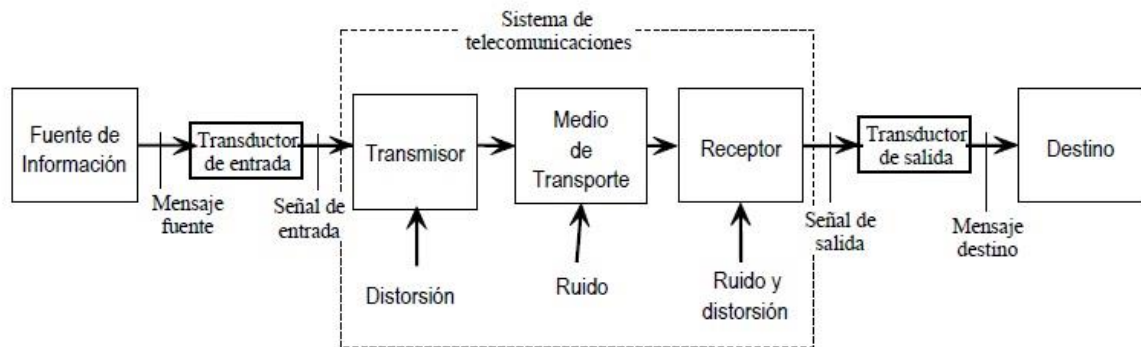 Sistema de
telecomunicaciones
Fuente de
Información
Transductor
de entrada
Transmisor
Medio
de
Transporte
Receptor
Transductor
de salida
Destino
Mensaje
fuente
Señal de
entrada
Señal de
salida
Mensaje
destino
Distorsión
Ruido
Ruido y
distorsión